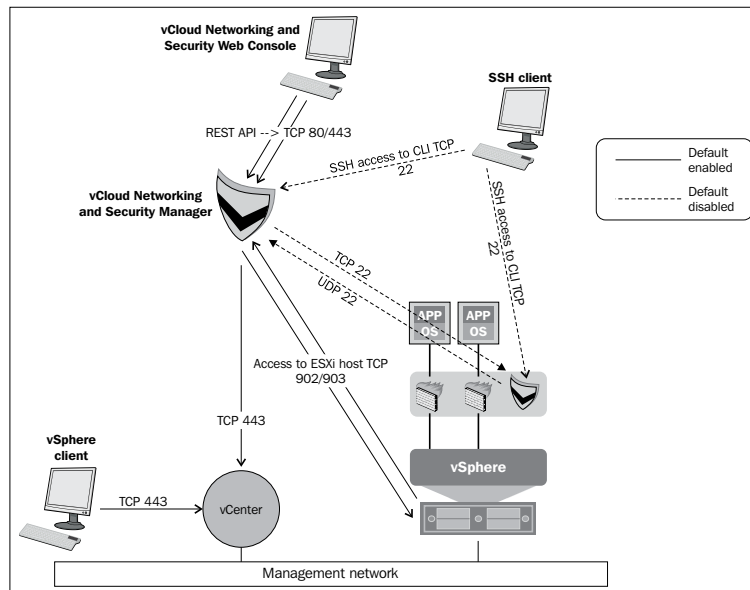 vCloud Networking and
Security Web Console
SSH client
REST API --> TCP 80/443
Default
enabled
Default
disabled
SSH access to CLI TCP
22
vCloud Networking
and Security Manager
SSH access to CLI TCP
22
TCP 22
UDP 22
APP
OS
APP
OS
Access to ESXi host TCP
902/903
TCP 443
vSphere
client
vSphere
TCP 443
vCenter
Management network